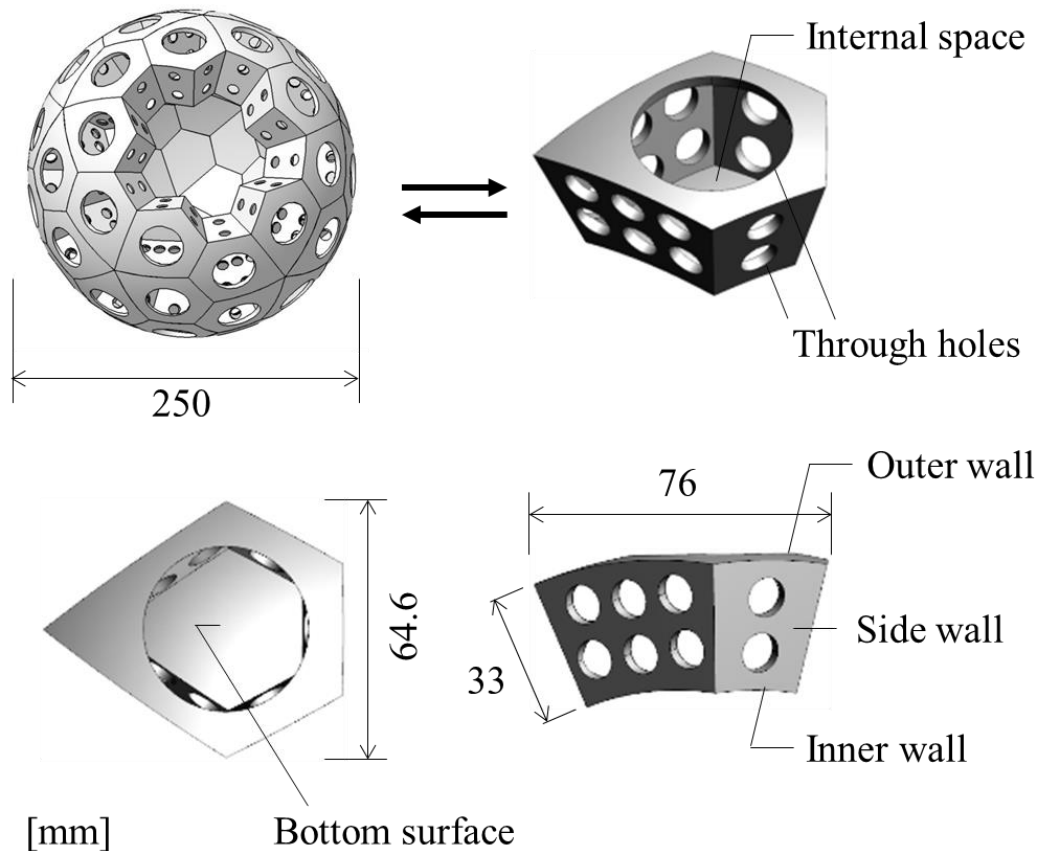 Internal space
Through holes
250
Outer wall
76
64.6
Side wall
33
Inner wall
[mm]
Bottom surface